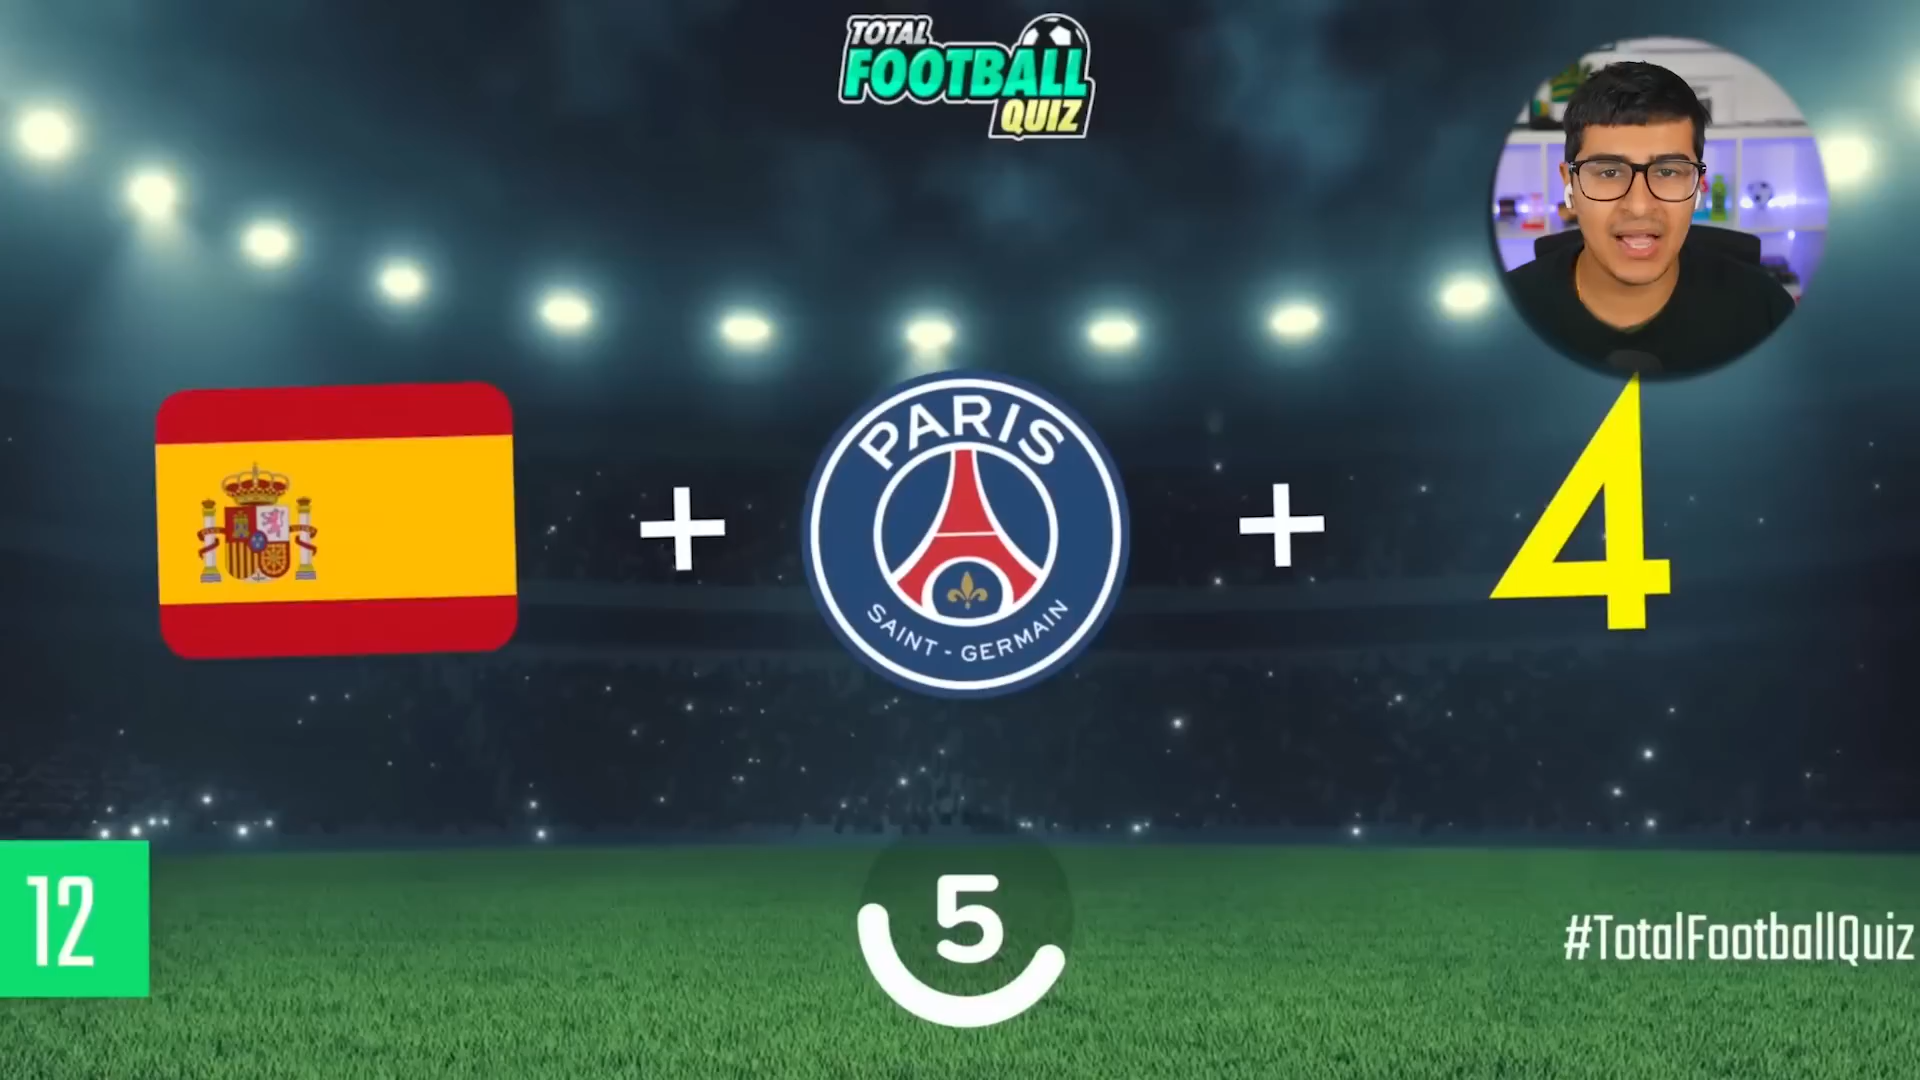 TOTAL
FOOTBALL
QUIZ
+
PARIS
SAINT - GERMAIN
+
4
12
5
#TotalFootballQuiz